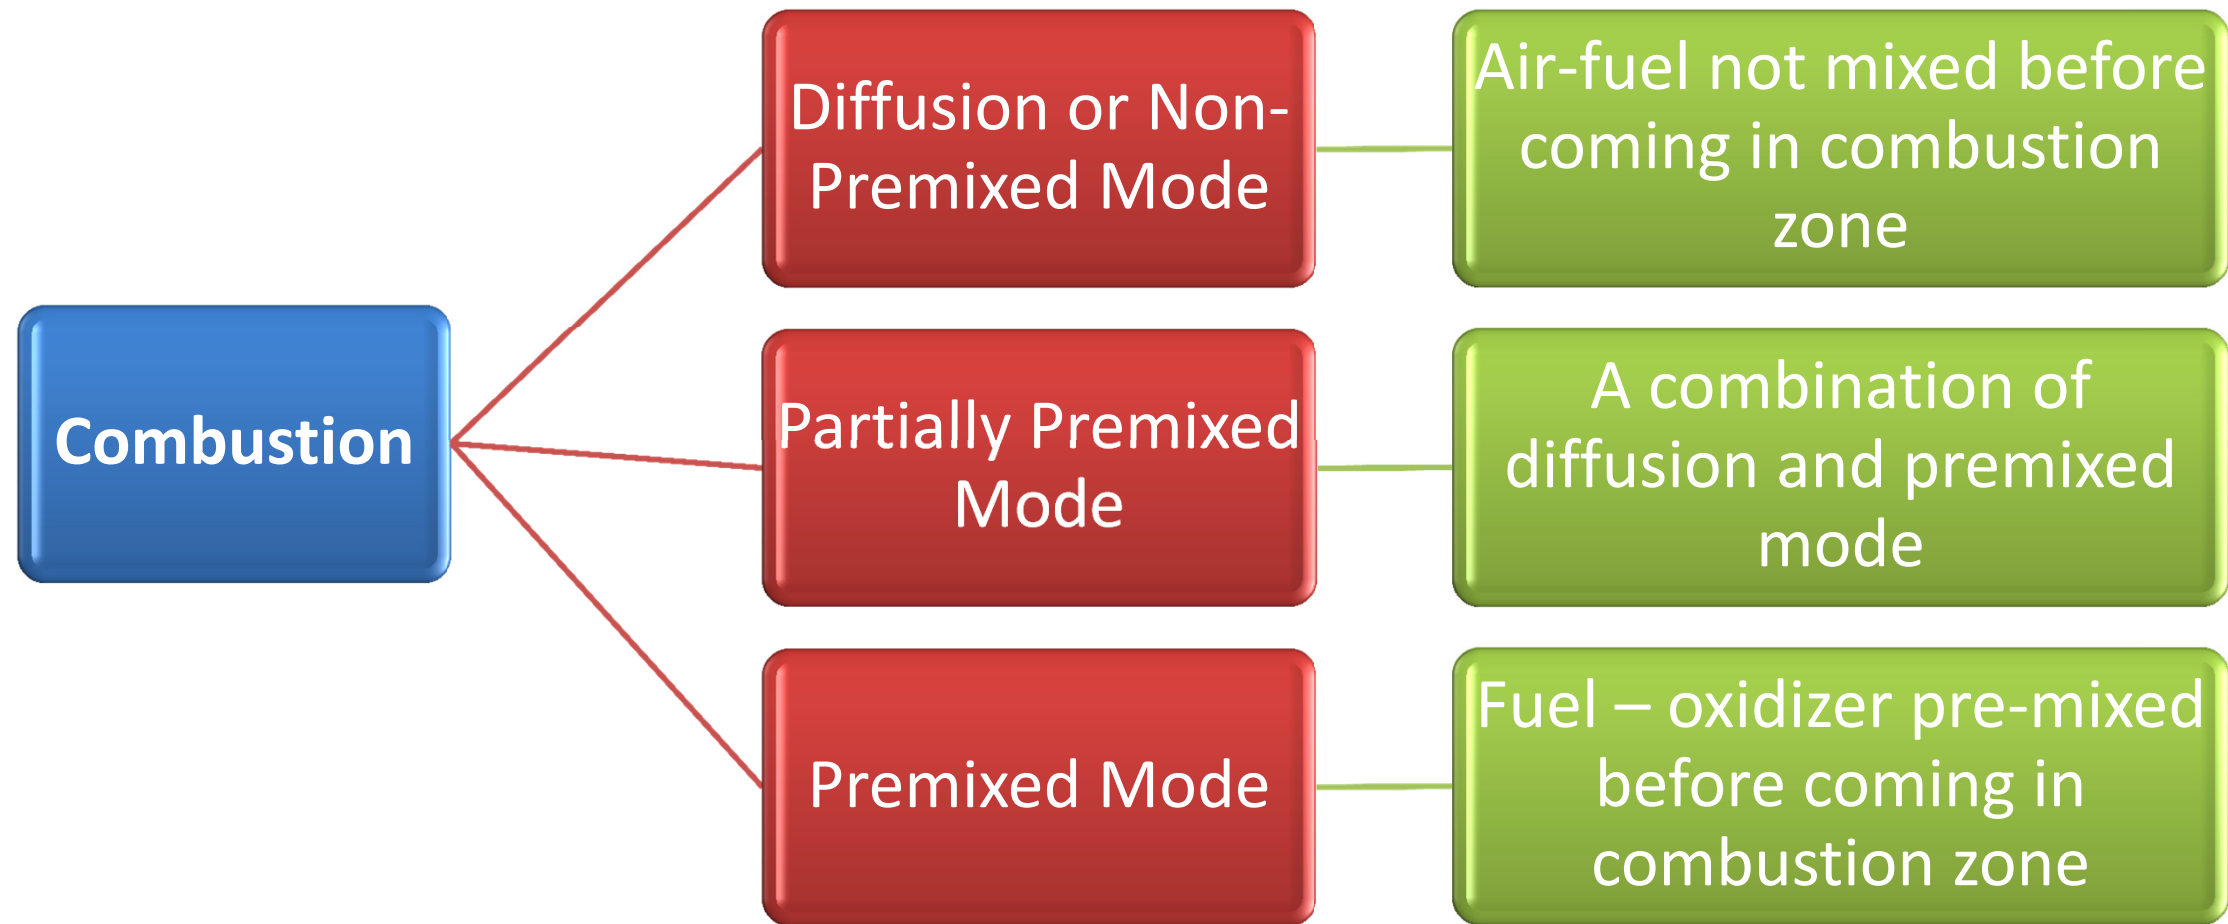 Combustion
Diffusion or Non-
Premixed Mode
Air-fuel not mixed before
coming in combustion
zone
Partially Premixed
Mode
A combination of
diffusion and premixed
mode
Premixed Mode
Fuel – oxidizer pre-mixed
before coming in
combustion zone